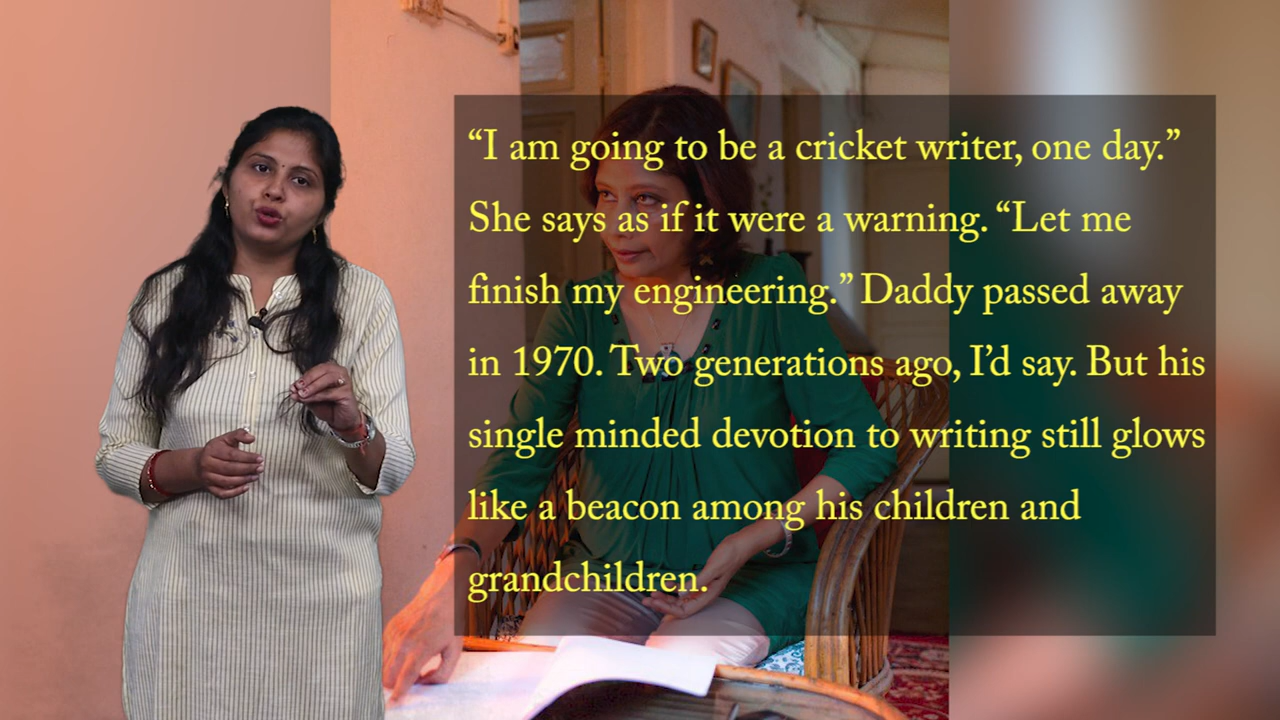 “I am going to be a cricket writer, one day.”
She says as if it were a warning. “Let me
finish my engineering.” Daddy passed away
in 1970. Two generations ago, I’d say. But his
single minded devotion to writing still glows
like a beacon among his children and
grandchildren.